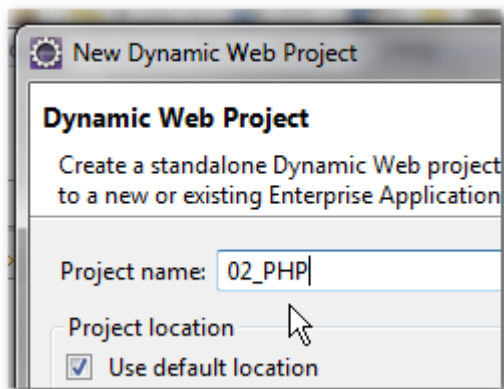 New Dynamic Web Project
Dynamic Web Project
Create a standalone Dynamic Web project
to a new or existing Enterprise Application
Project name: 02_PHP
Project location
Use default location